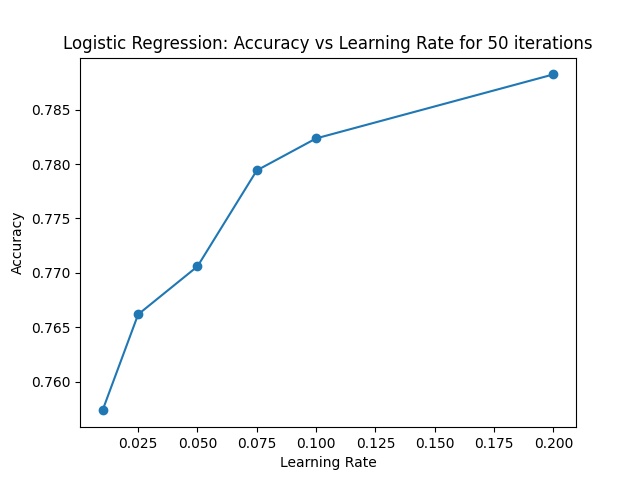 Logistic Regression: Accuracy vs Learning Rate for 50 iterations
0.785
0.780
0.775
0.770
0.765
0.760
Accuracy
0.025 0.050 0.075 0.100 0.125 0.150 0.175 0.200
Learning Rate